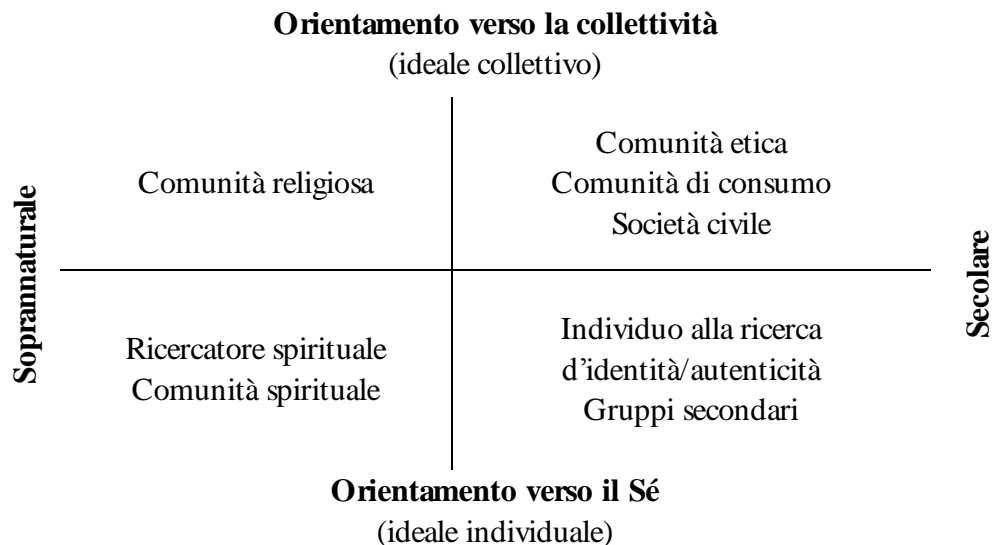 Orientamento verso la collettività
(ideale collettivo)
Soprannaturale
Comunità religiosa
Comunità etica
Comunità di consumo
Società civile
Secolare
Ricercatore spirituale
Comunità spirituale
Individuo alla ricerca
d’identità/autenticità
Gruppi secondari
Orientamento verso il Sé
(ideale individuale)